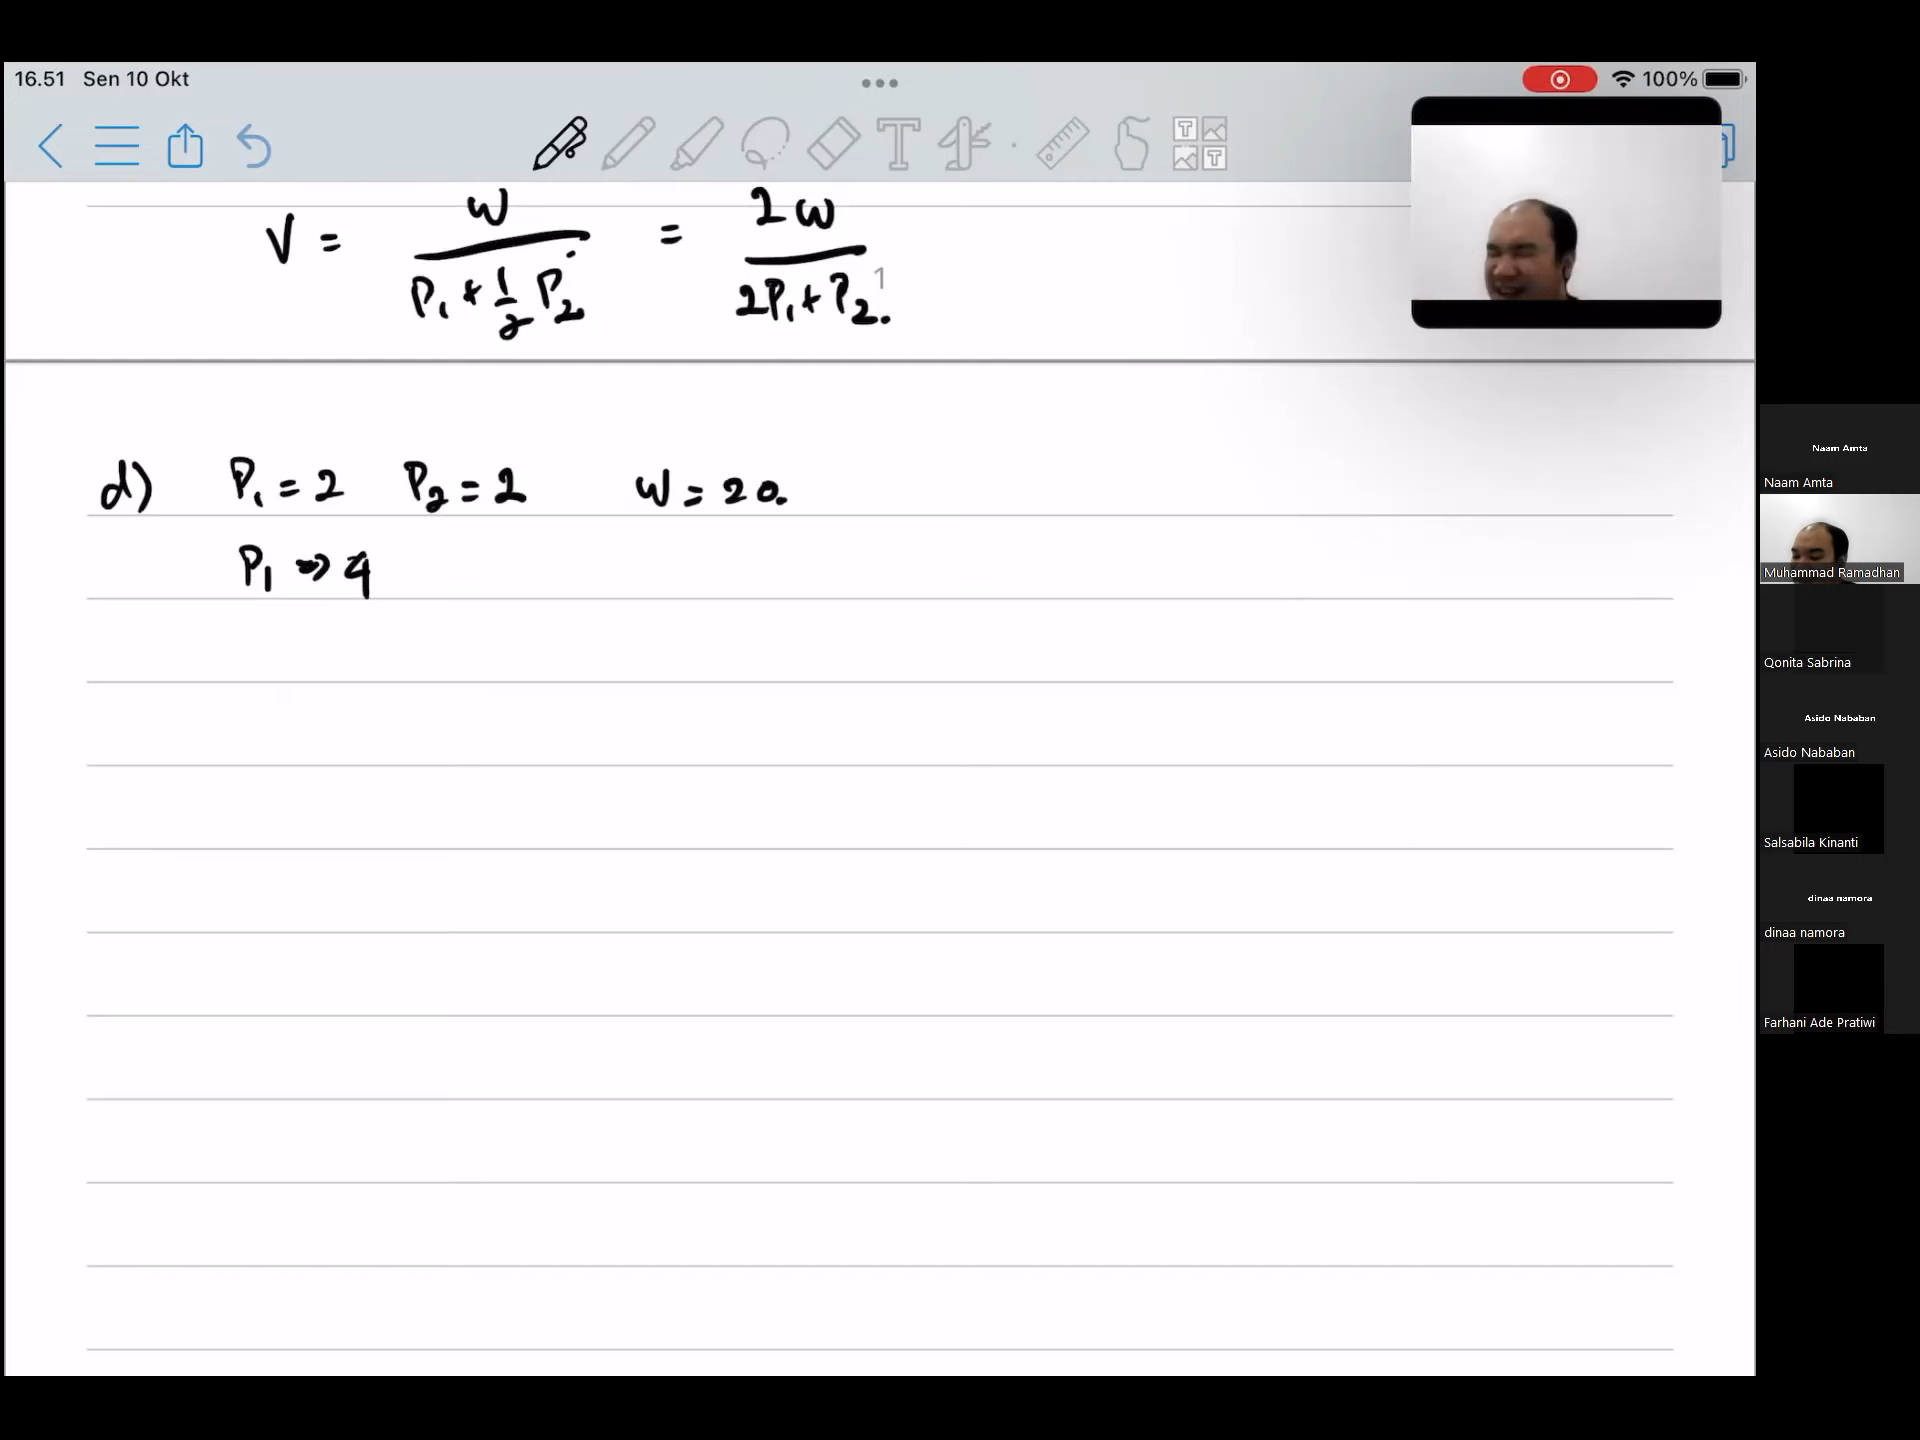 16.51 Sen 10 Okt 100%
V = w / (P₁ + 1/2 P₂) = 2w / (2P₁ + P₂.
1
d) P₁ = 2 P₂ = 2 w = 20.
P₁ ⇒ 4
Naam Amta
Naam Amta
Muhammad Ramadhan
Qonita Sabrina
Asido Nababan
Asido Nababan
Salsabila Kinanti
dinaa namora
dinaa namora
Farhani Ade Pratiwi